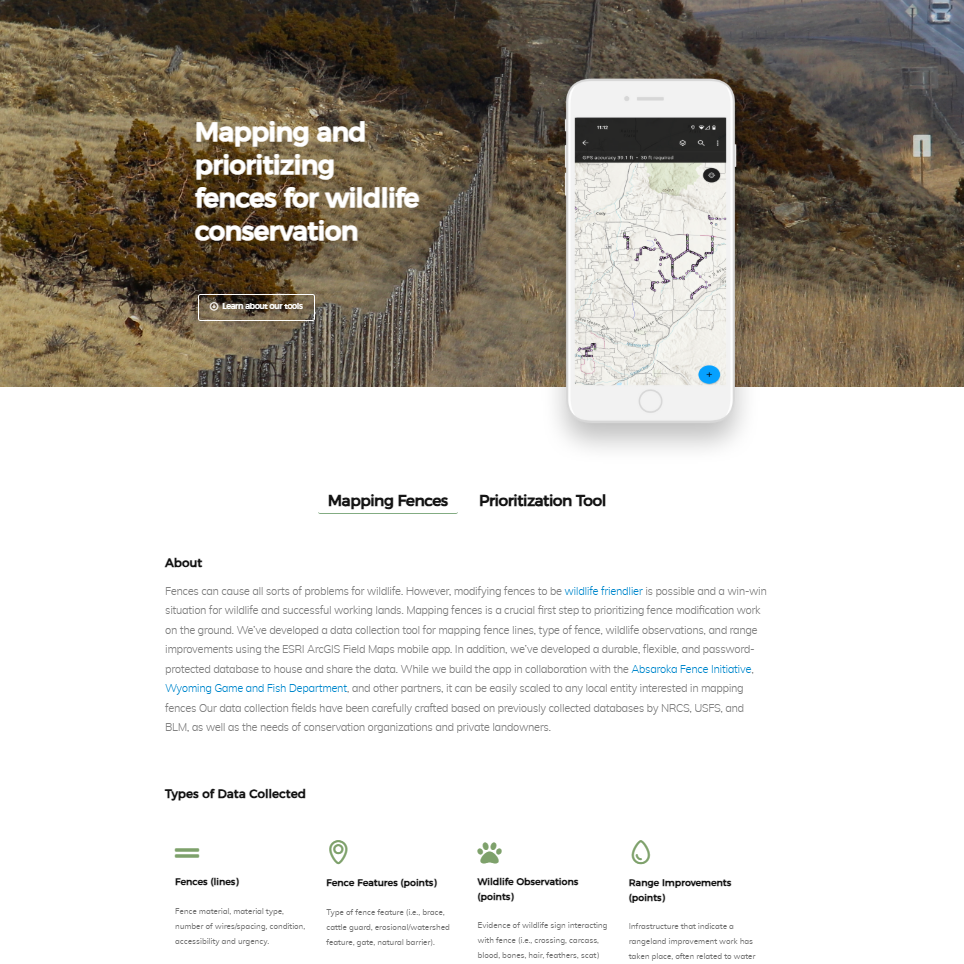 Mapping and
prioritizing
fences for wildlife
conservation
Learn about our tools
11:12
GPS accuracy 30.1 ft • 30 ft required
Cody
Mapping Fences
Prioritization Tool
About
Fences can cause all sorts of problems for wildlife. However, modifying fences to be wildlife friendlier is possible and a win-win
situation for wildlife and successful working lands. Mapping fences is a crucial first step to prioritizing fence modification work
on the ground. We've developed a data collection tool for mapping fence lines, type of fence, wildlife observations, and range
improvements using the ESRI ArcGIS Field Maps mobile app. In addition, we've developed a durable, flexible, and password-
protected database to house and share the data. While we build the app in collaboration with the Absaroka Fence Initiative,
Wyoming Game and Fish Department, and other partners, it can be easily scaled to any local entity interested in mapping
fences Our data collection fields have been carefully crafted based on previously collected databases by NRCS, USFS, and
BLM, as well as the needs of conservation organizations and private landowners.
Types of Data Collected
Fences (lines)
Fence material, material type,
number of wires/spacing, condition,
accessibility and urgency.
Fence Features (points)
Type of fence feature (i.e., brace,
cattle guard, erosional/watershed
feature, gate, natural barrier).
Wildlife Observations
(points)
Evidence of wildlife sign interacting
with fence (i.e., crossing, carcass,
blood, bones, hair, feathers, scat)
Range Improvements
(points)
Infrastructure that indicate a
rangeland improvement work has
taken place, often related to water